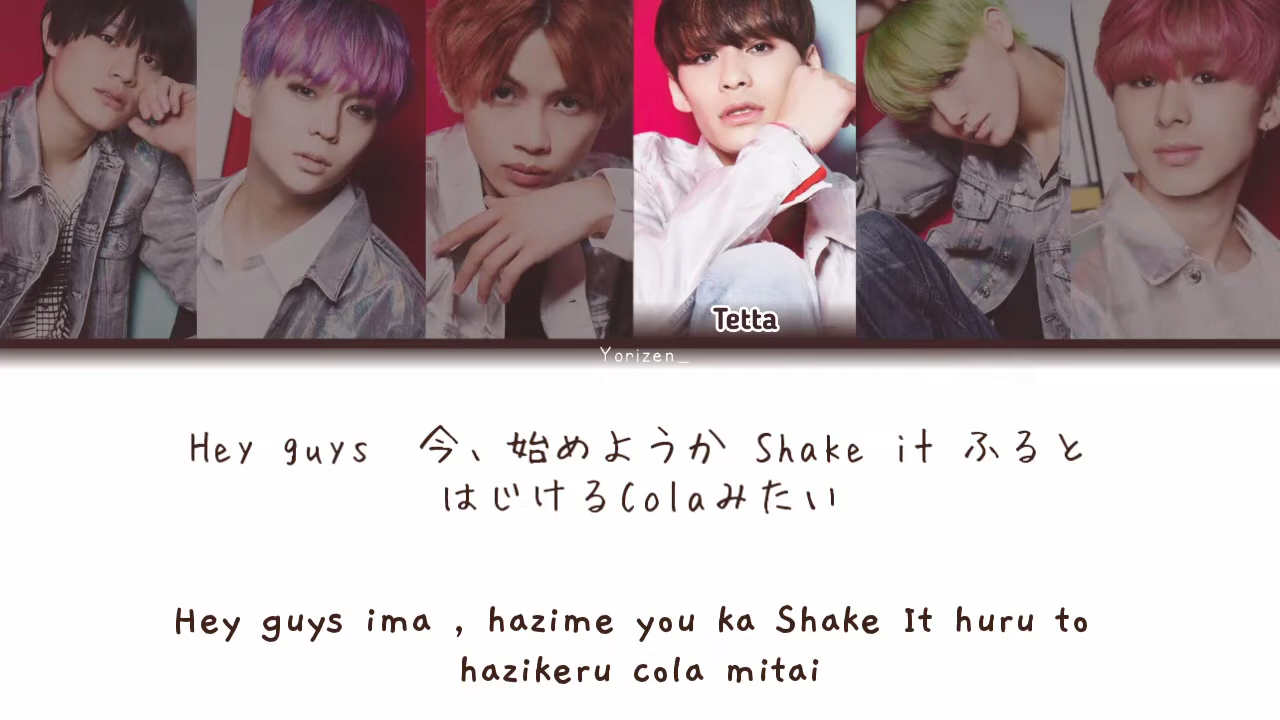 Tetta
Yorizen_
Hey guys 今、始めようか Shake it ふると
はじけるColaみたい
Hey guys ima , hazime you ka Shake It huru to
hazikeru cola mitai